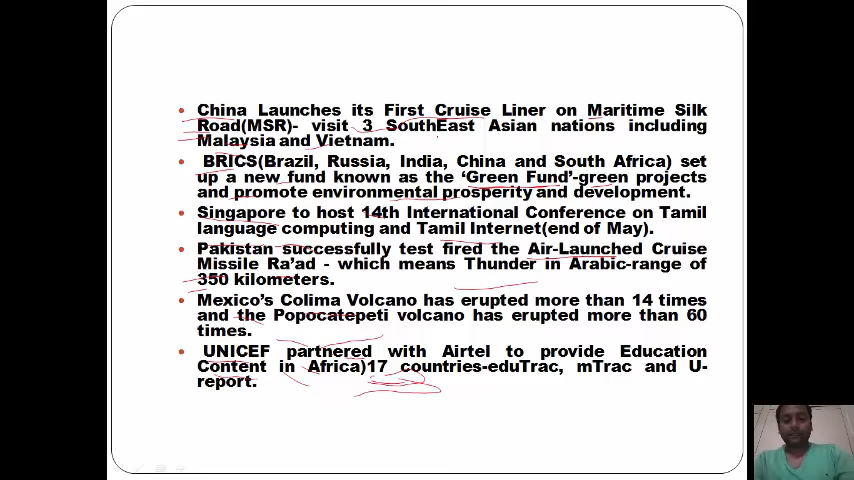 China Launches its First Cruise Liner on Maritime Silk
Road(MSR)- visit 3 SouthEast Asian nations including
Malaysia and Vietnam.
BRICS(Brazil, Russia, India, China and South Africa) set
up a new fund known as the ‘Green Fund’-green projects
and promote environmental prosperity and development.
Singapore to host 14th International Conference on Tamil
language computing and Tamil Internet(end of May).
Pakistan successfully test fired the Air-Launched Cruise
Missile Ra’ad - which means Thunder in Arabic-range of
350 kilometers.
Mexico’s Colima Volcano has erupted more than 14 times
and the Popocatepeti volcano has erupted more than 60
times.
UNICEF partnered with Airtel to provide Education
Content in Africa)17 countries-eduTrac, mTrac and U-
report.